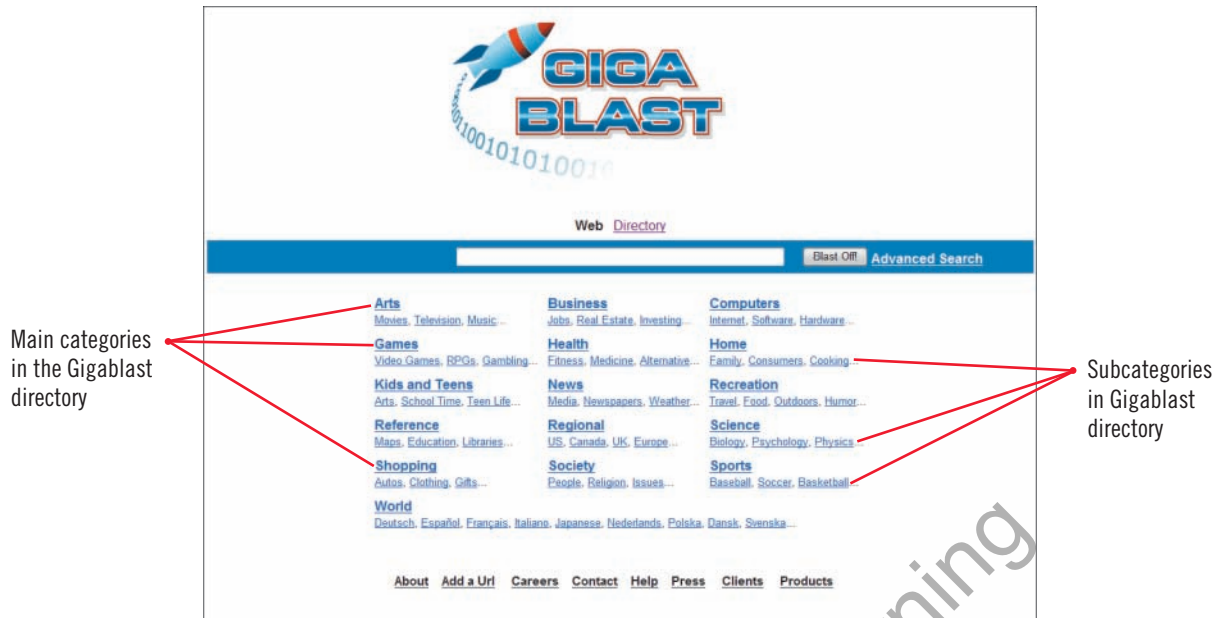 GIGA
BLAST
01100101010010
Web Directory
Blast Off! Advanced Search
Arts
Movies, Television, Music...
Business
Jobs, Real Estate, Investing...
Computers
Internet, Software, Hardware...
Games
Video Games, RPGs, Gambling...
Health
Fitness, Medicine, Alternative...
Home
Family, Consumers, Cooking...
Kids and Teens
Arts, School Time, Teen Life...
News
Media, Newspapers, Weather...
Recreation
Travel, Food, Outdoors, Humor...
Reference
Maps, Education, Libraries...
Regional
US, Canada, UK, Europe...
Science
Biology, Psychology, Physics...
Shopping
Autos, Clothing, Gifts...
Society
People, Religion, Issues...
Sports
Baseball, Soccer, Basketball...
World
Deutsch, Español, Français, Italiano, Japanese, Nederlands, Polska, Dansk, Svenska...
About Add a Url Careers Contact Help Press Clients Products
Main categories
in the Gigablast
directory
Subcategories
in Gigablast
directory
ning